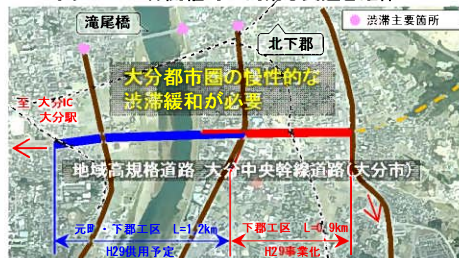 滝尾橋
渋滞主要箇所
北下郡
大分都市圏の慢性的な
渋滞緩和が必要
至 大分IC
大分駅
地域高規格道路 大分中央幹線道路(大分市)
元町・下郡工区 L=1.2km
下郡工区 L=0.9km
H29供用予定
H29事業化